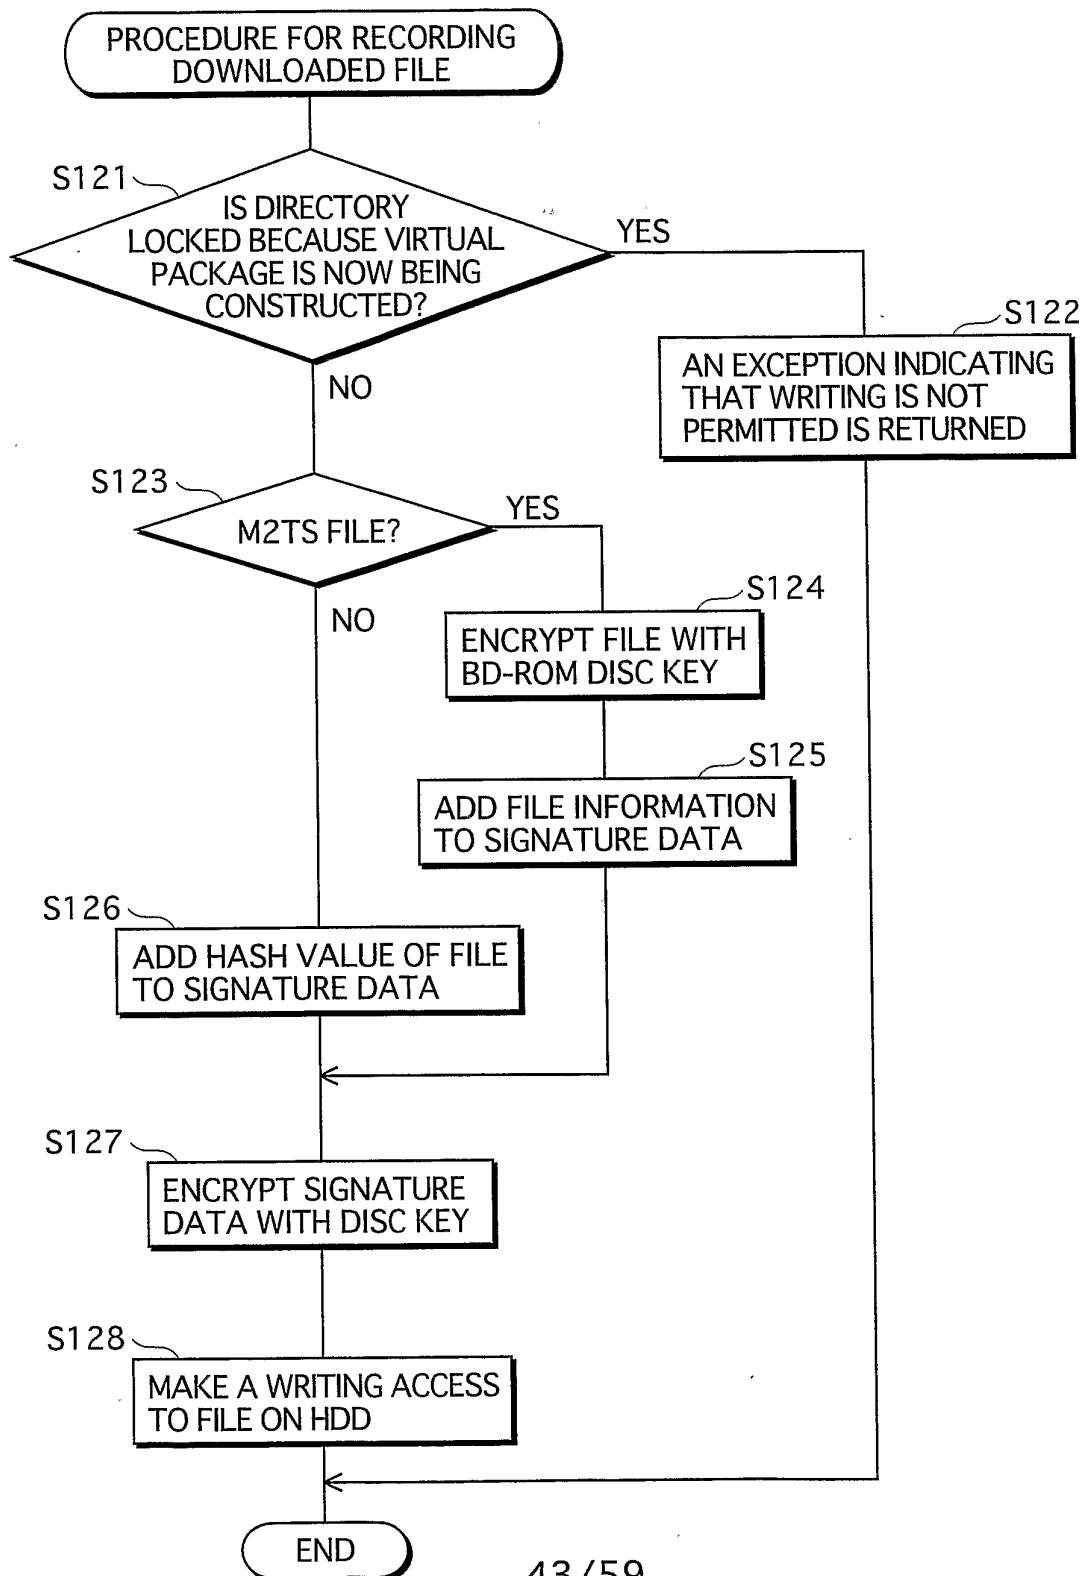 PROCEDURE FOR RECORDING
DOWNLOADED FILE
S121
IS DIRECTORY
LOCKED BECAUSE VIRTUAL
PACKAGE IS NOW BEING
CONSTRUCTED?
YES
NO
S122
AN EXCEPTION INDICATING
THAT WRITING IS NOT
PERMITTED IS RETURNED
S123
M2TS FILE?
YES
NO
S124
ENCRYPT FILE WITH
BD-ROM DISC KEY
S125
ADD FILE INFORMATION
TO SIGNATURE DATA
S126
ADD HASH VALUE OF FILE
TO SIGNATURE DATA
S127
ENCRYPT SIGNATURE
DATA WITH DISC KEY
S128
MAKE A WRITING ACCESS
TO FILE ON HDD
END
43/59